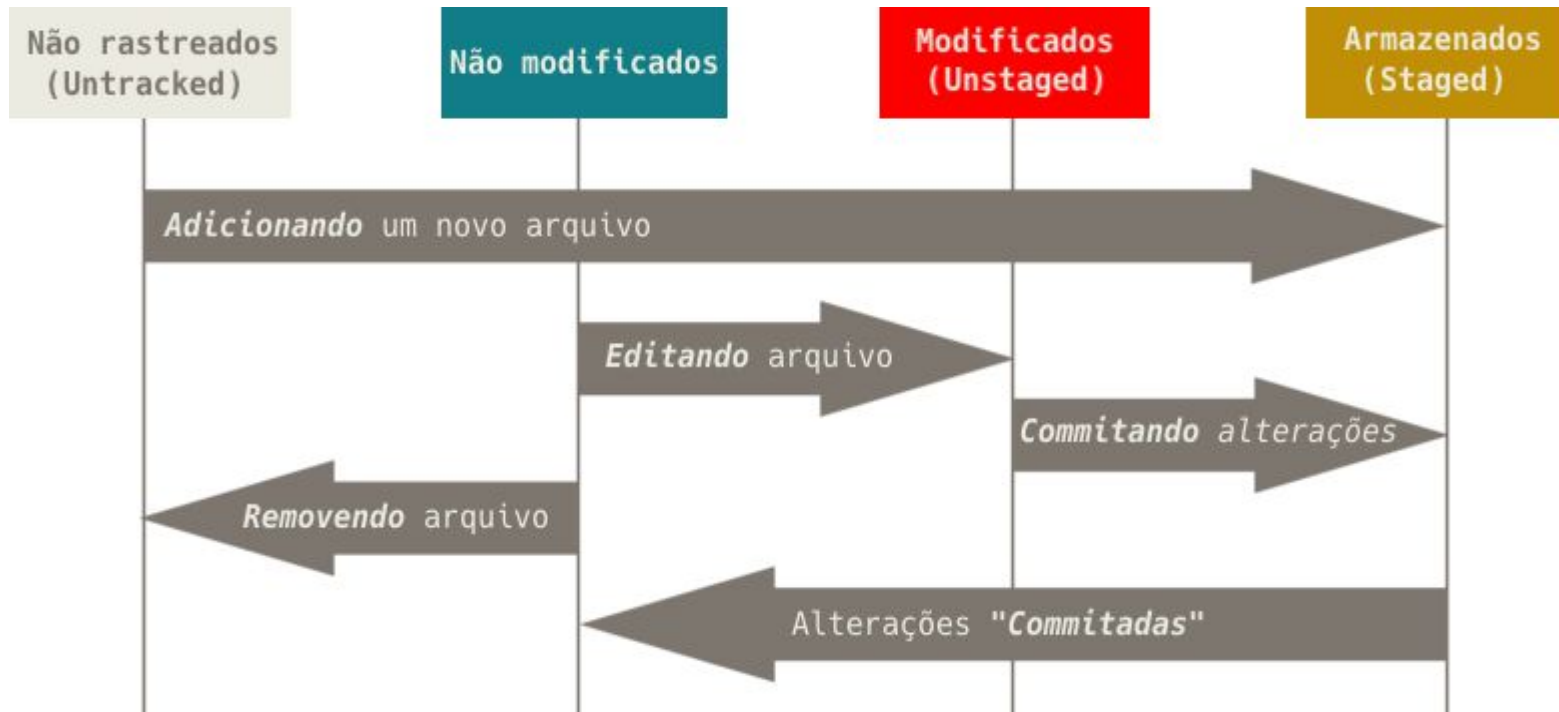 Não rastreados
(Untracked)
Não modificados
Modificados
(Unstaged)
Armazenados
(Staged)
Adicionando um novo arquivo
Editando arquivo
Commitando alterações
Removendo arquivo
Alterações "Commitadas"